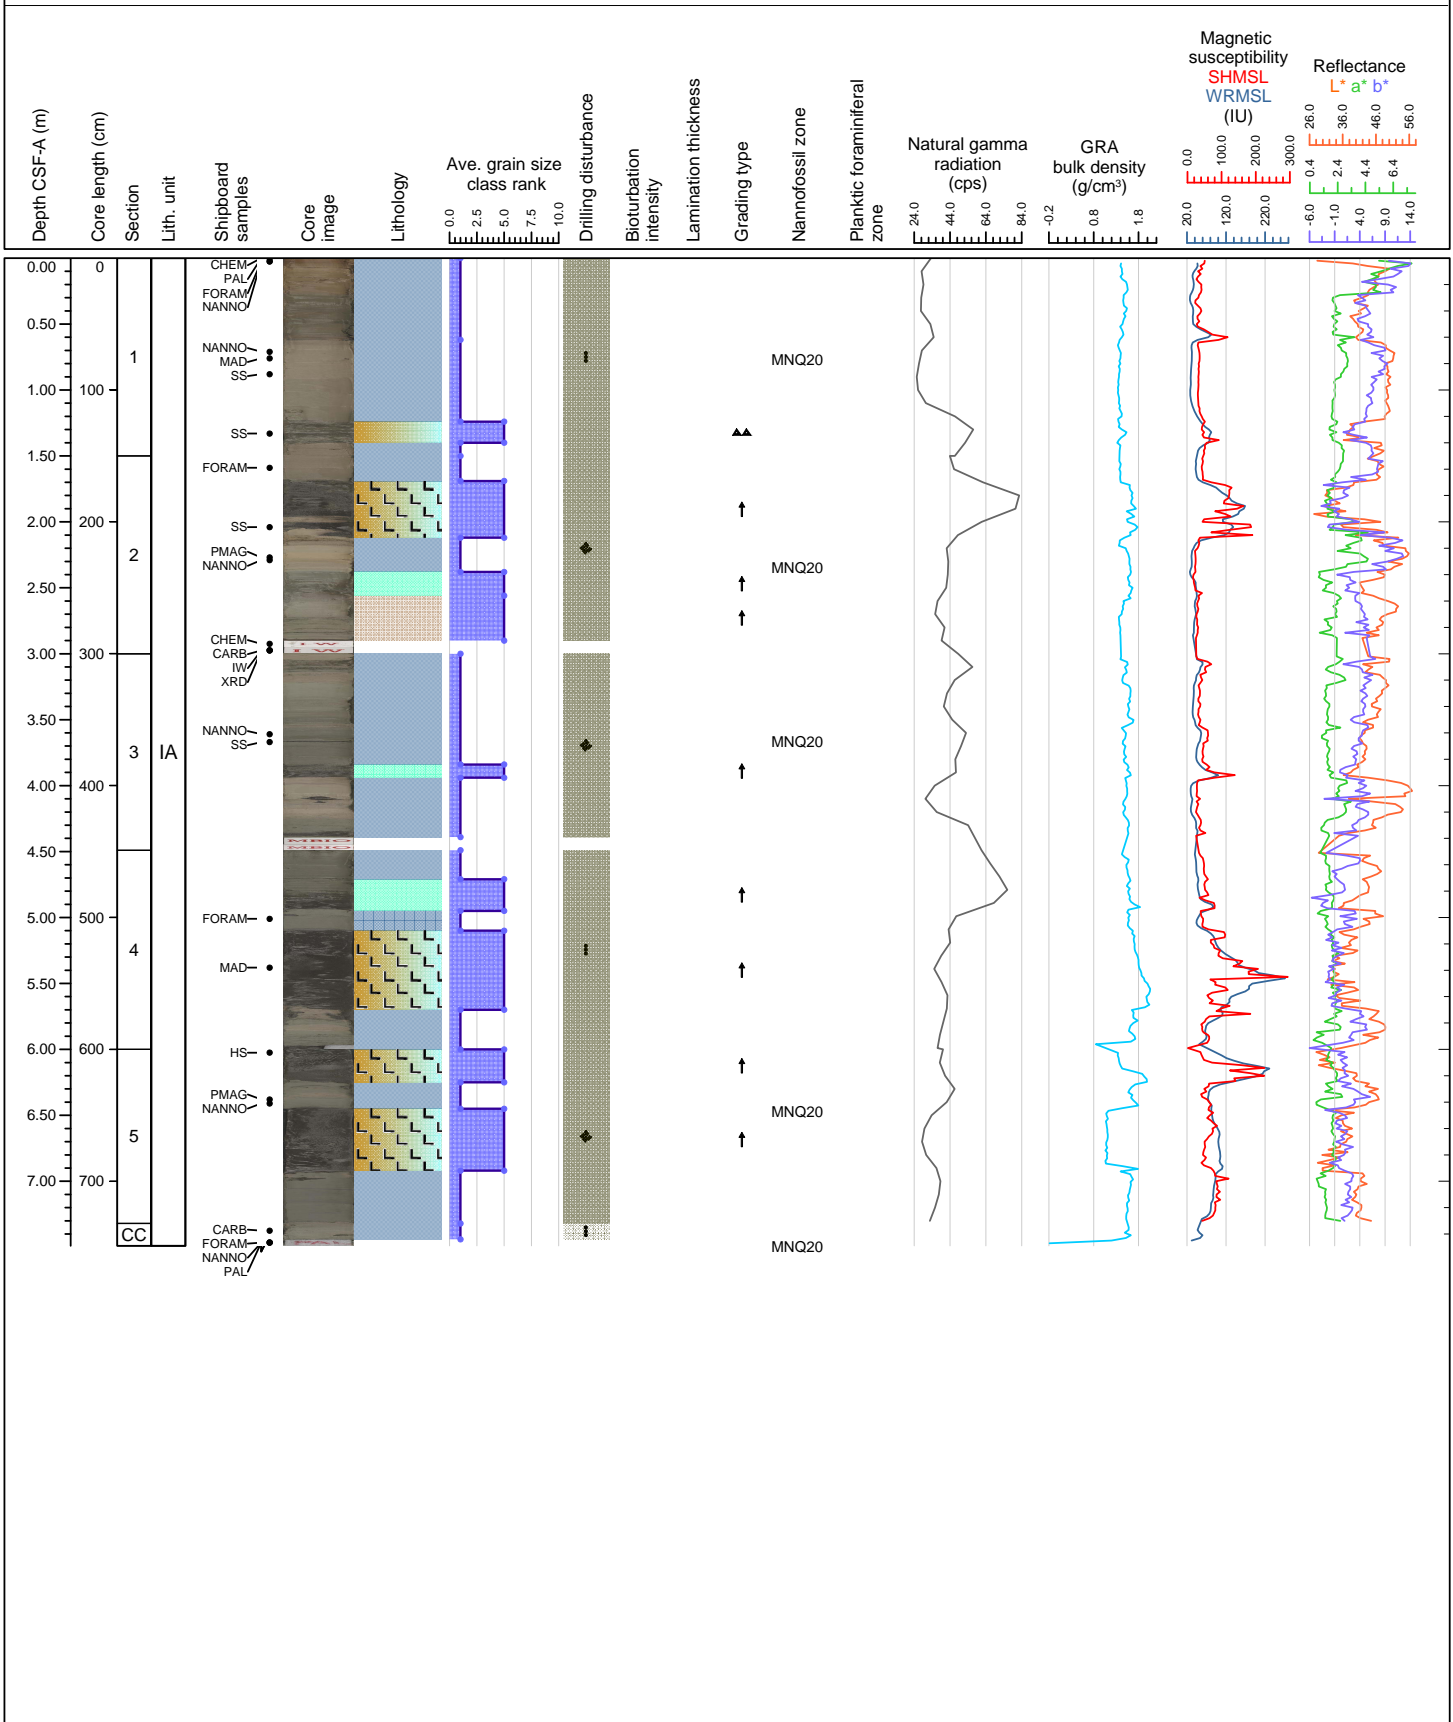 Depth CSF-A (m)
Core length (cm)
Section
Lith. unit
Shipboard
samples
Core
image
Lithology
Ave. grain size
class rank
0.0
2.5
5.0
7.5
10.0
Drilling disturbance
Bioturbation
intensity
Lamination thickness
Grading type
Nannofossil zone
Planktic foraminiferal
zone
Natural gamma
radiation
(cps)
24.0
44.0
64.0
84.0
GRA
bulk density
(g/cm³)
-0.2
0.8
1.8
Magnetic
susceptibility
SHMSL
WRMSL
(IU)
0.0
100.0
200.0
300.0
20.0
120.0
220.0
Reflectance
L* a* b*
26.0
36.0
46.0
56.0
0.4
2.4
4.4
6.4
-6.0
-1.0
4.0
9.0
14.0
0.00
0.50
1.00
1.50
2.00
2.50
3.00
3.50
4.00
4.50
5.00
5.50
6.00
6.50
7.00
0
100
200
300
400
500
600
700
1
2
3
4
5
CC
IA
CHEM
PAL
FORAM
NANNO
NANNO
MAD
SS
SS
FORAM
SS
PMAG
NANNO
CHEM
CARB
IW
XRD
NANNO
SS
FORAM
MAD
HS
PMAG
NANNO
CARB
FORAM
NANNO
PAL
I W
I W
MBIO
MBIO
PAL
MNQ20
MNQ20
MNQ20
MNQ20
MNQ20